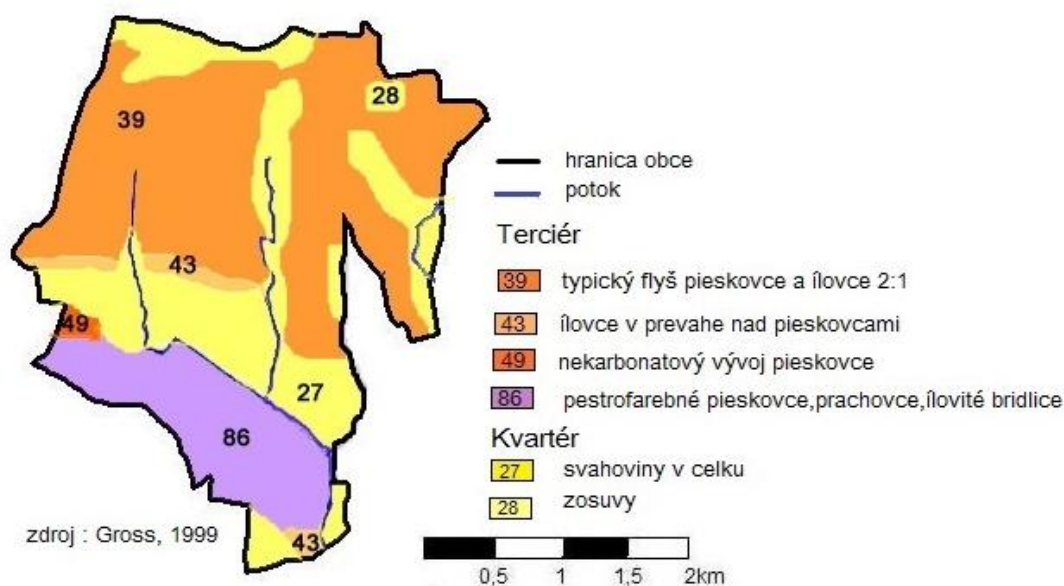 28
39
hranica obce
potok
Terciér
43
39 typický flyš pieskovce a ílovce 2:1
43 ílovce v prevahe nad pieskovcami
49
49 nekarbonatový vývoj pieskovce
27
86 pestrofarebné pieskovce,prachovce,ílovité bridlice
86
Kvartér
27 svahoviny v celku
28 zosuvy
zdroj : Gross, 1999
43
0,5 1 1,5 2km